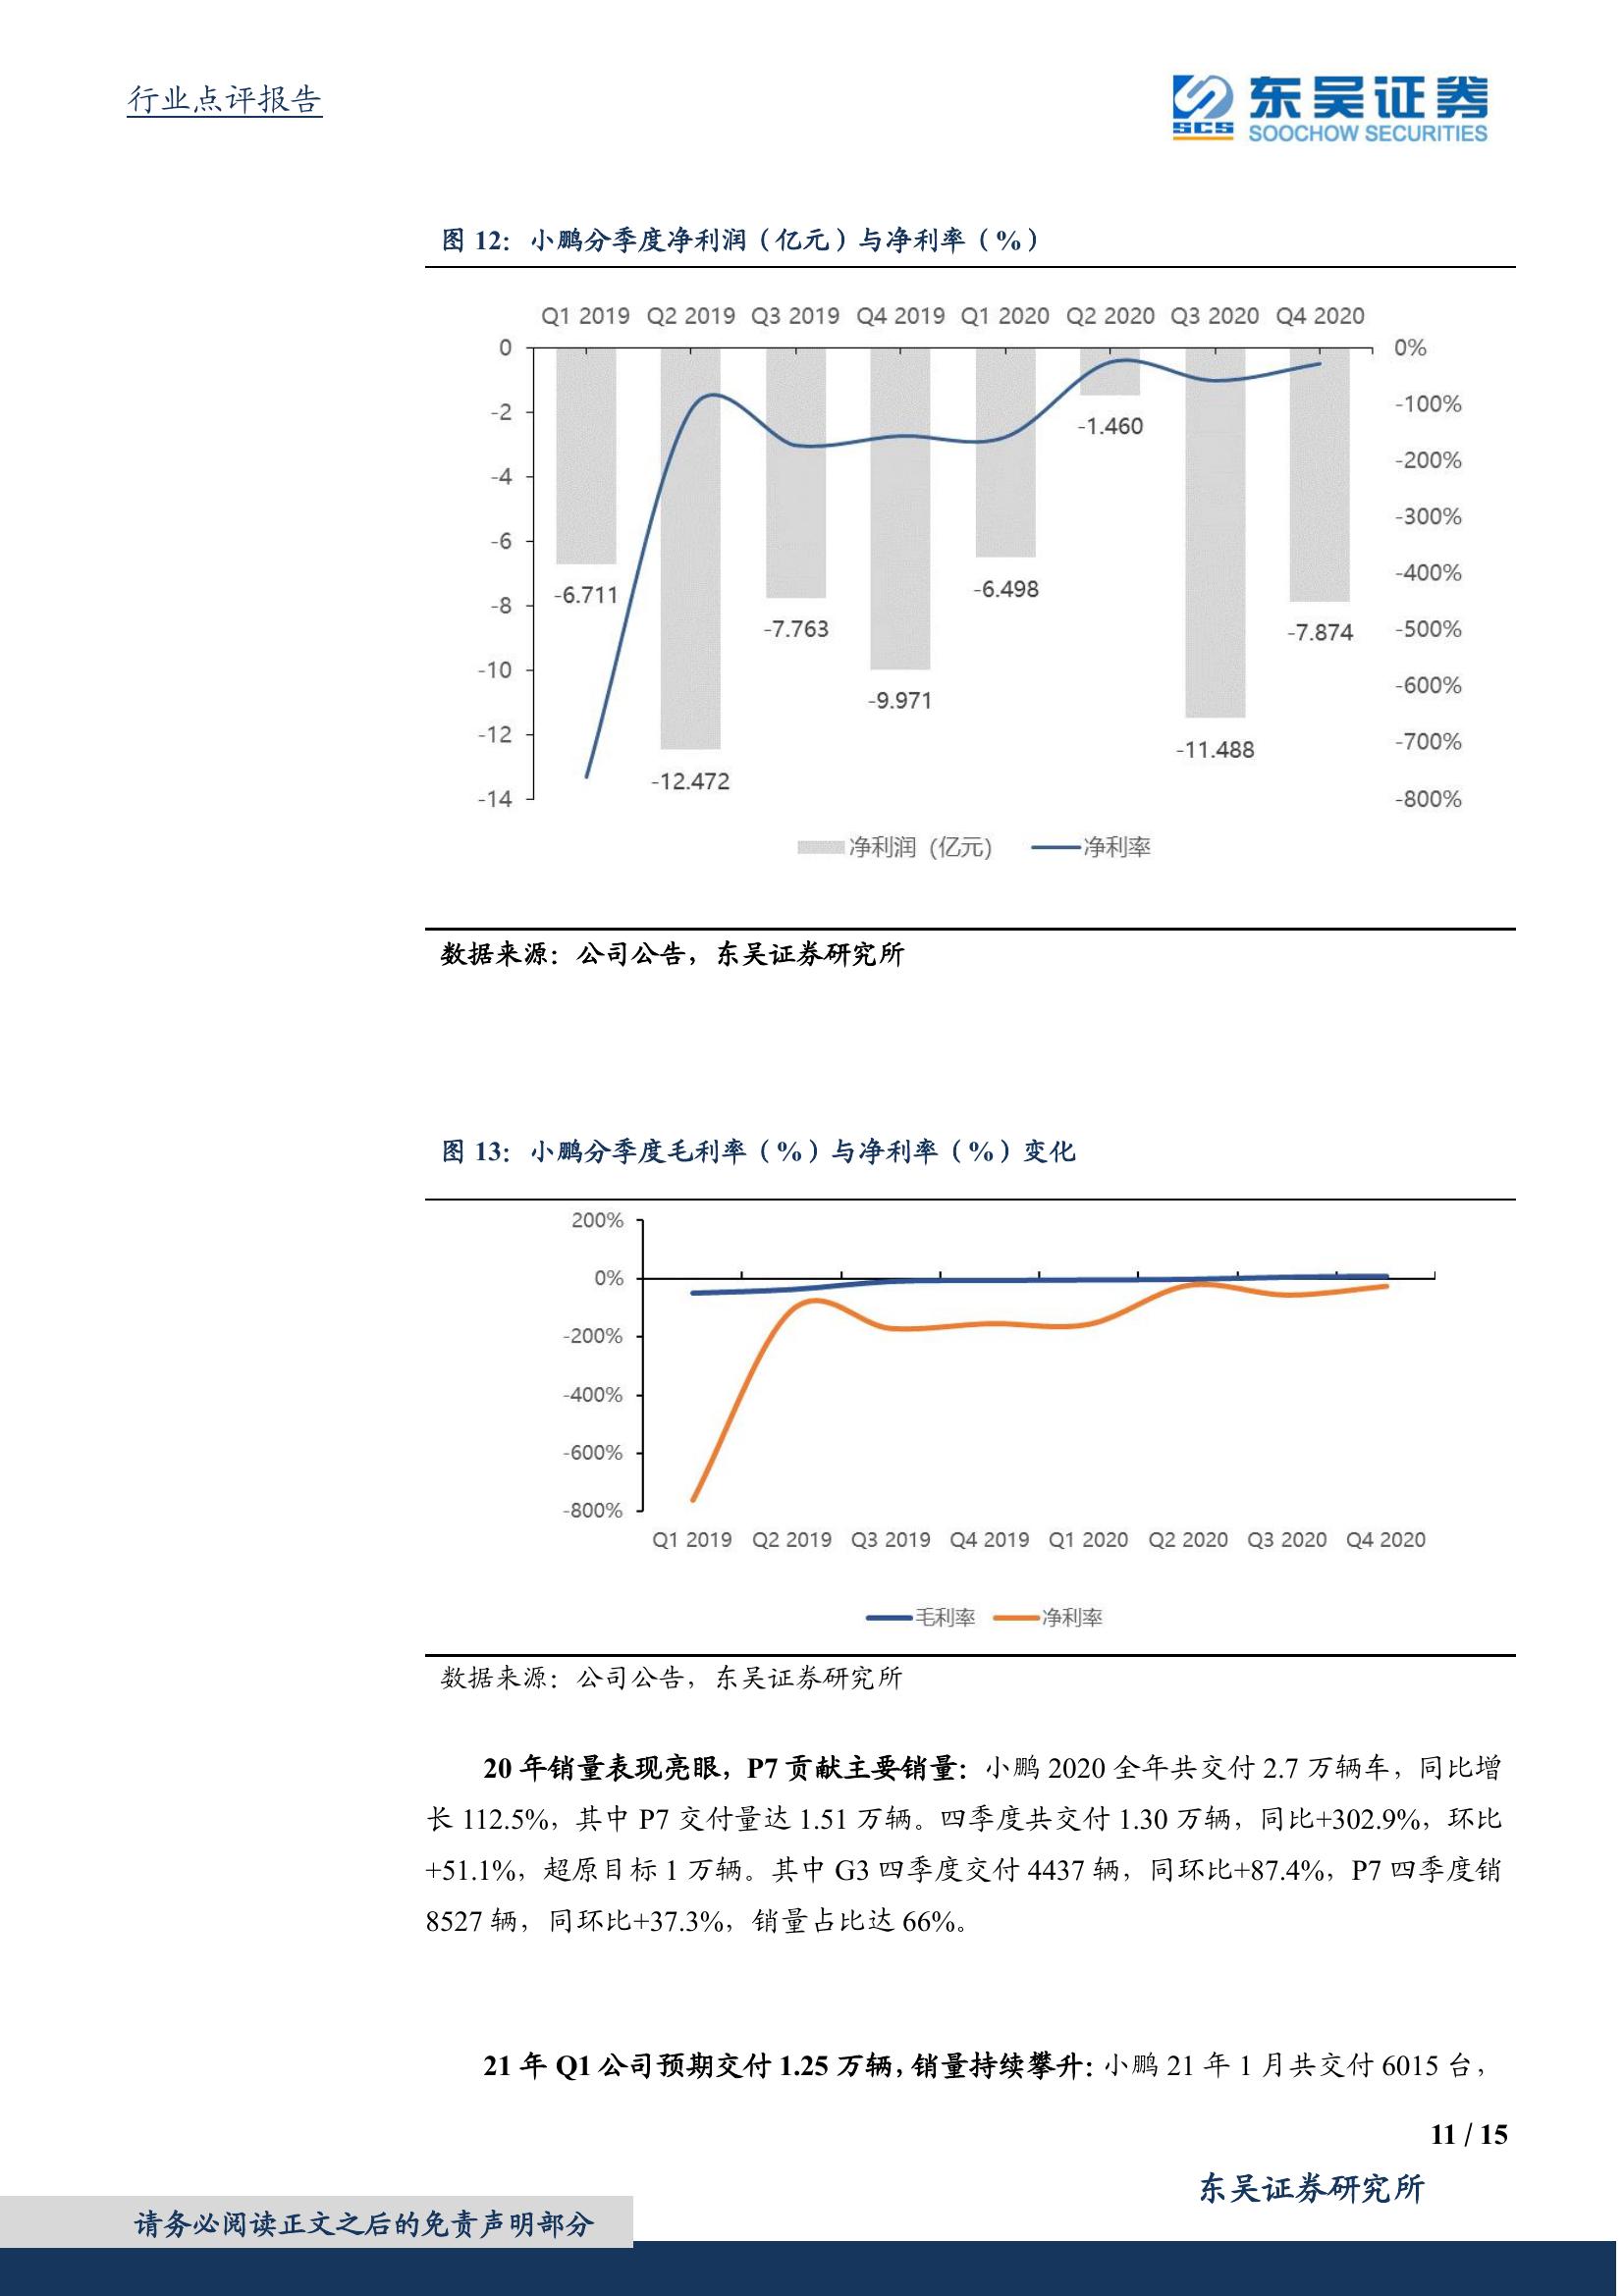 行业点评报告
东吴证券
SCS
SOOCHOW SECURITIES
图 12：小鹏分季度净利润（亿元）与净利率（%）
Q1 2019 Q2 2019 Q3 2019 Q4 2019 Q1 2020 Q2 2020 Q3 2020 Q4 2020
0
-2
-4
-6
-8
-10
-12
-14
0%
-100%
-200%
-300%
-400%
-500%
-600%
-700%
-800%
-6.711
-12.472
-7.763
-9.971
-6.498
-1.460
-11.488
-7.874
净利润（亿元） 净利率
数据来源：公司公告，东吴证券研究所
图 13：小鹏分季度毛利率（%）与净利率（%）变化
200%
0%
-200%
-400%
-600%
-800%
Q1 2019 Q2 2019 Q3 2019 Q4 2019 Q1 2020 Q2 2020 Q3 2020 Q4 2020
毛利率 净利率
数据来源：公司公告，东吴证券研究所
20 年销量表现亮眼，P7 贡献主要销量：小鹏 2020 全年共交付 2.7 万辆车，同比增
长 112.5%，其中 P7 交付量达 1.51 万辆。四季度共交付 1.30 万辆，同比+302.9%，环比
+51.1%，超原目标 1 万辆。其中 G3 四季度交付 4437 辆，同环比+87.4%，P7 四季度销
8527 辆，同环比+37.3%，销量占比达 66%。
21 年 Q1 公司预期交付 1.25 万辆，销量持续攀升：小鹏 21 年 1 月共交付 6015 台，
11 / 15
东吴证券研究所
请务必阅读正文之后的免责声明部分